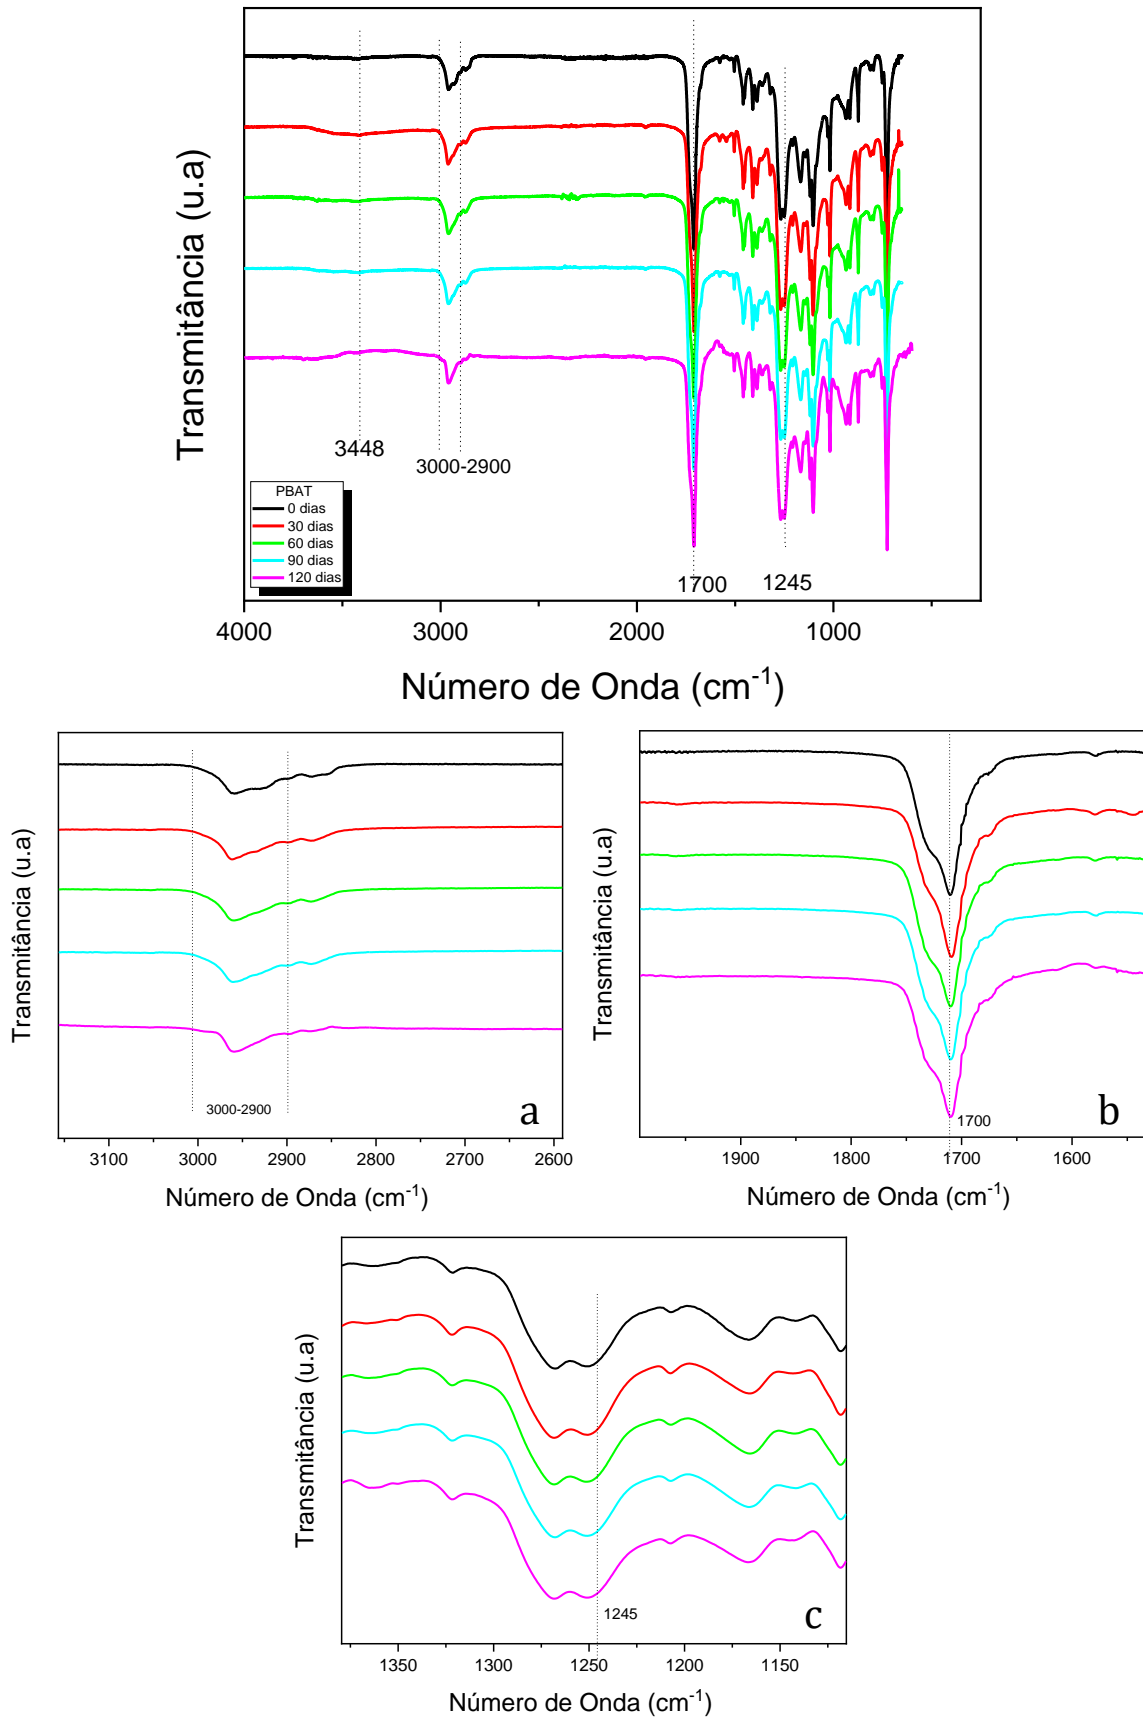 Transmitância (u.a)
3448
3000-2900
1700
1245
PBAT
0 dias
30 dias
60 dias
90 dias
120 dias
4000
3000
2000
1000
Número de Onda (cm⁻¹)
Transmitância (u.a)
3000-2900
a
3100
3000
2900
2800
2700
2600
Número de Onda (cm⁻¹)
Transmitância (u.a)
1700
b
1900
1800
1700
1600
Número de Onda (cm⁻¹)
Transmitância (u.a)
1245
c
1350
1300
1250
1200
1150
Número de Onda (cm⁻¹)